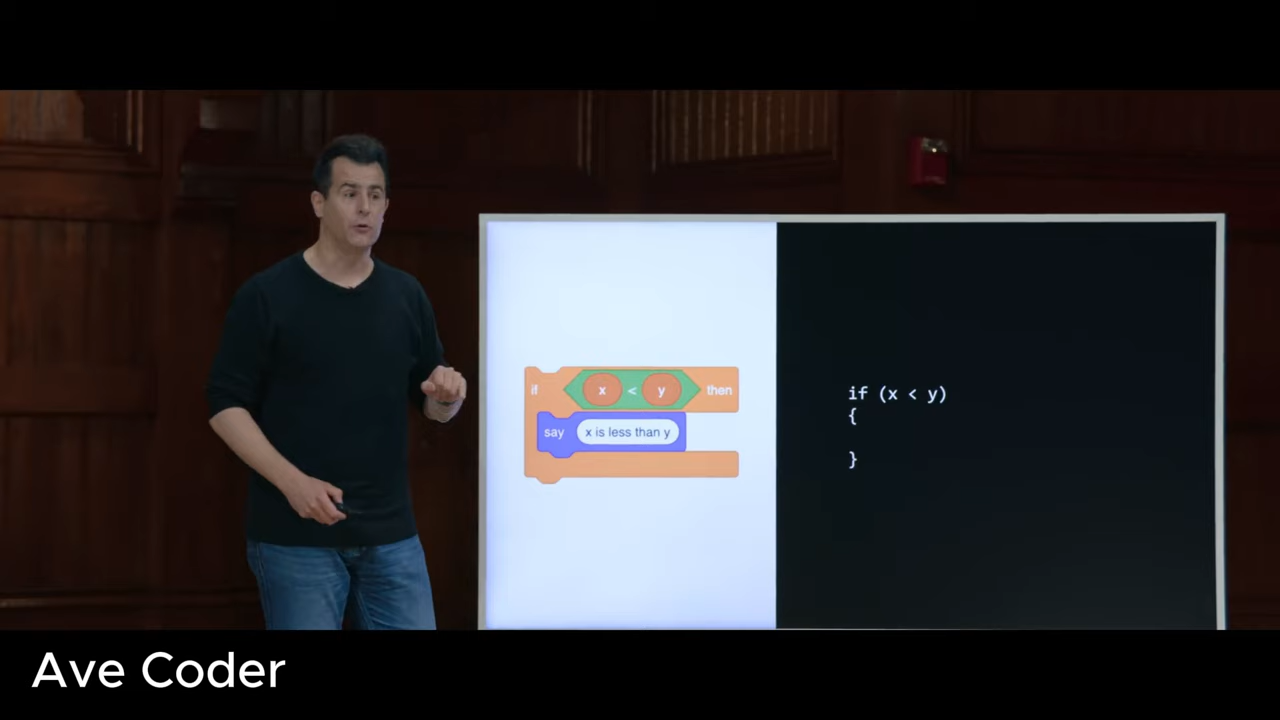 if x < y then
say x is less than y
if (x < y)
{
}
Ave Coder